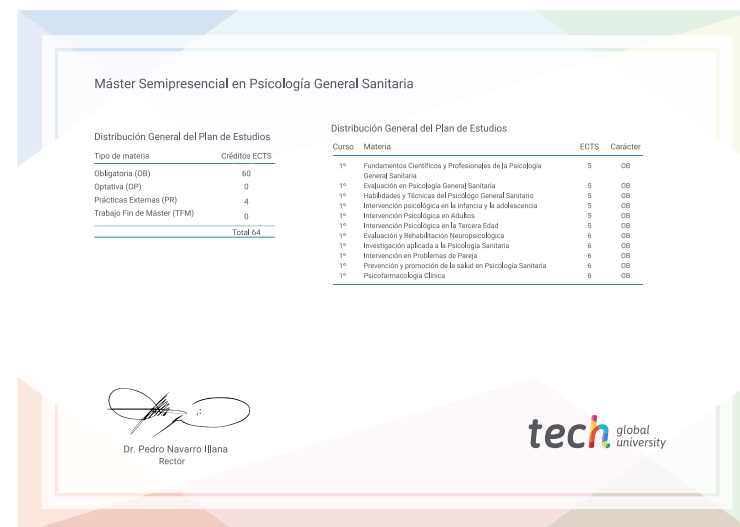 Máster Semipresencial en Psicología General Sanitaria
Distribución General del Plan de Estudios
Tipo de materia Créditos ECTS
Obligatoria (OB) 60
Optativa (OP) 0
Prácticas Externas (PR) 4
Trabajo Fin de Máster (TFM) 0
Total 64
Distribución General del Plan de Estudios
Curso Materia ECTS Carácter
1º Fundamentos Científicos y Profesionales de la Psicología 5 OB
General Sanitaria
1º Evaluación en Psicología General Sanitaria 5 OB
1º Habilidades y Técnicas del Psicólogo General Sanitario 5 OB
1º Intervención psicológica en la infancia y la adolescencia 5 OB
1º Intervención Psicológica en Adultos 5 OB
1º Intervención Psicológica en la Tercera Edad 5 OB
1º Evaluación y Rehabilitación Neuropsicológica 6 OB
1º Investigación aplicada a la Psicología Sanitaria 6 OB
1º Intervención en Problemas de Pareja 6 OB
1º Prevención y promoción de la salud en Psicología Sanitaria 6 OB
1º Psicofarmacología Clínica 6 OB
Dr. Pedro Navarro Illana
Rector
tech global
university